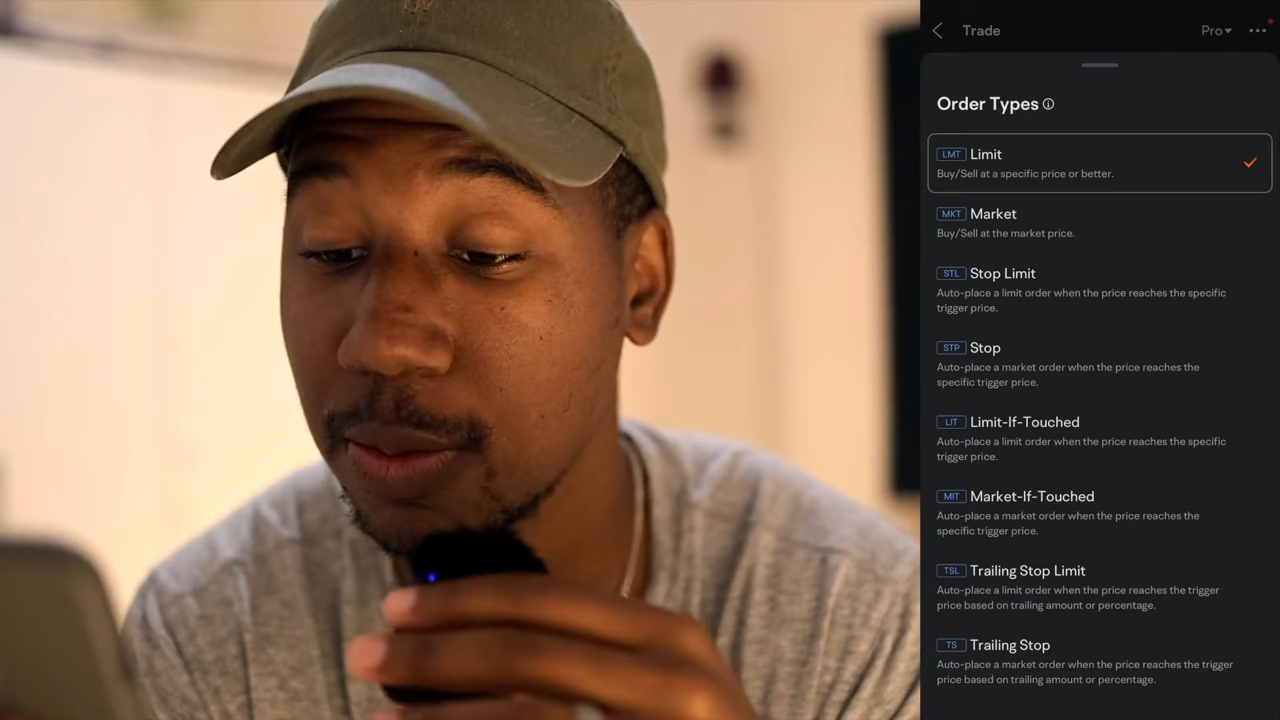 Trade
Pro
Order Types
LMT Limit
Buy/Sell at a specific price or better.
MKT Market
Buy/Sell at the market price.
STL Stop Limit
Auto-place a limit order when the price reaches the specific
trigger price.
STP Stop
Auto-place a market order when the price reaches the
specific trigger price.
LIT Limit-If-Touched
Auto-place a limit order when the price reaches the specific
trigger price.
MIT Market-If-Touched
Auto-place a market order when the price reaches the
specific trigger price.
TSL Trailing Stop Limit
Auto-place a limit order when the price reaches the trigger
price based on trailing amount or percentage.
TS Trailing Stop
Auto-place a market order when the price reaches the trigger
price based on trailing amount or percentage.